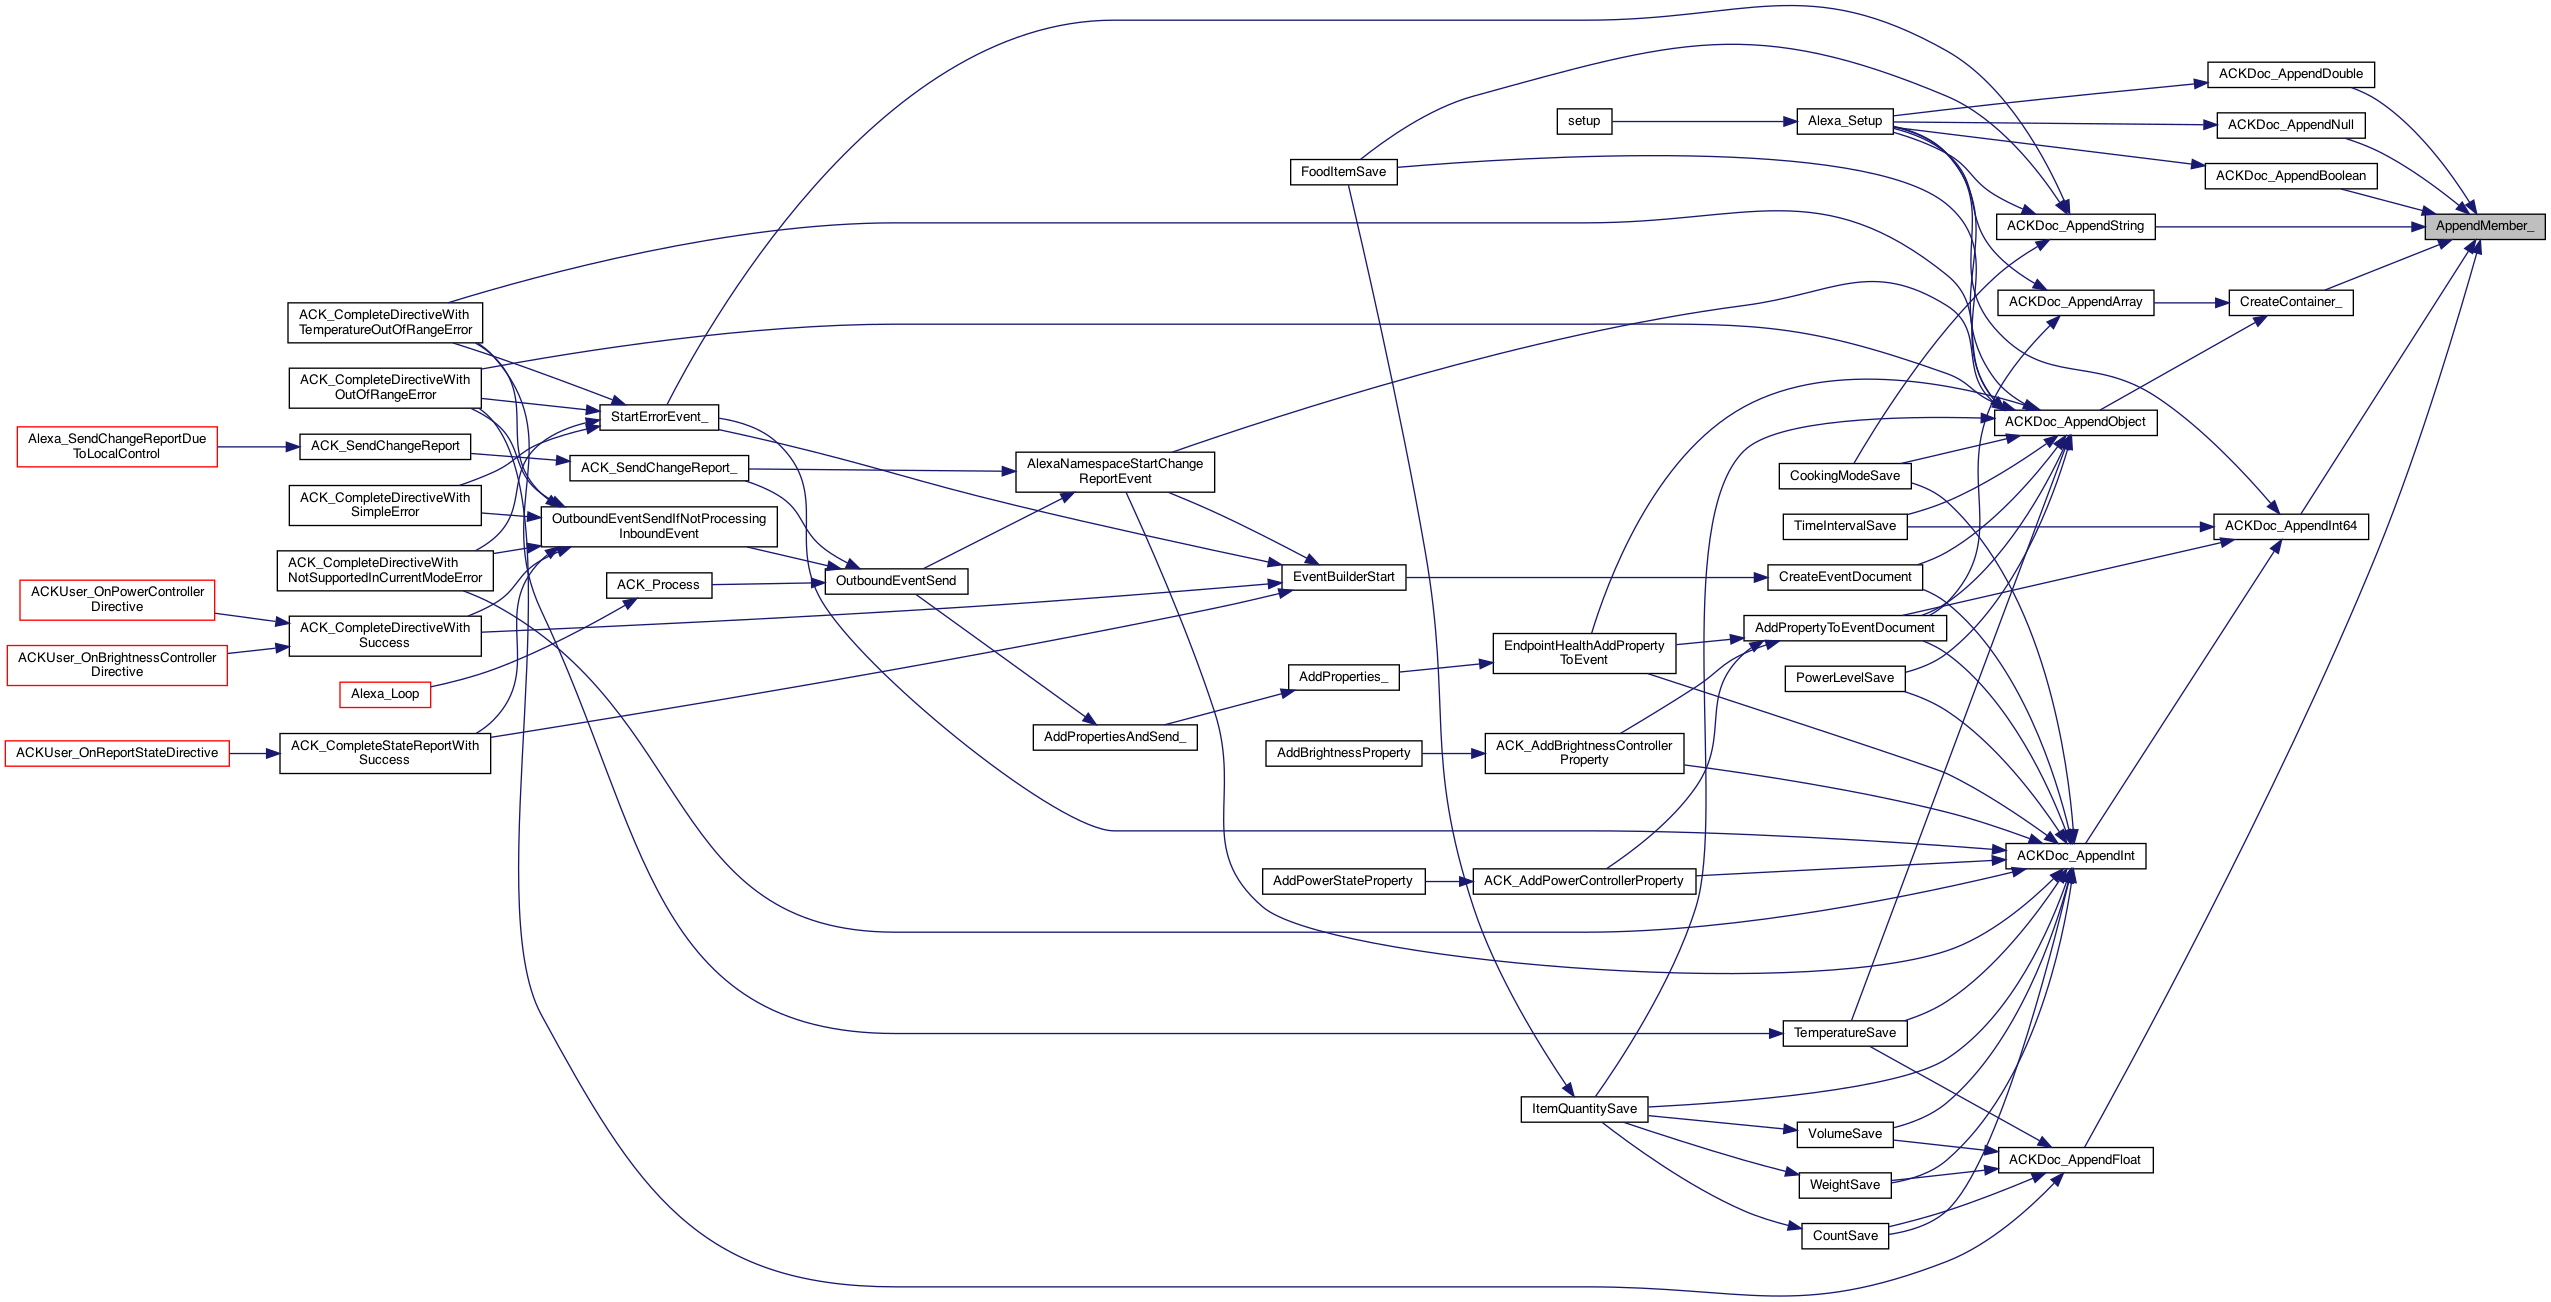 ACKDoc_AppendDouble
setup
Alexa_Setup
ACKDoc_AppendNull
FoodItemSave
ACKDoc_AppendBoolean
ACKDoc_AppendString
AppendMember_
ACK_CompleteDirectiveWith
TemperatureOutOfRangeError
ACKDoc_AppendArray
CreateContainer_
ACK_CompleteDirectiveWith
OutOfRangeError
StartErrorEvent_
ACKDoc_AppendObject
Alexa_SendChangeReportDue
ToLocalControl
ACK_SendChangeReport
ACK_SendChangeReport_
AlexaNamespaceStartChange
ReportEvent
CookingModeSave
ACK_CompleteDirectiveWith
SimpleError
OutboundEventSendIfNotProcessing
InboundEvent
TimeIntervalSave
ACKDoc_AppendInt64
ACK_CompleteDirectiveWith
NotSupportedInCurrentModeError
ACK_Process
OutboundEventSend
EventBuilderStart
CreateEventDocument
ACKUser_OnPowerController
Directive
ACK_CompleteDirectiveWith
Success
AddPropertyToEventDocument
ACKUser_OnBrightnessController
Directive
EndpointHealthAddProperty
ToEvent
AddProperties_
PowerLevelSave
Alexa_Loop
AddPropertiesAndSend_
ACKUser_OnReportStateDirective
ACK_CompleteStateReportWith
Success
AddBrightnessProperty
ACK_AddBrightnessController
Property
ACKDoc_AppendInt
AddPowerStateProperty
ACK_AddPowerControllerProperty
TemperatureSave
ItemQuantitySave
VolumeSave
ACKDoc_AppendFloat
WeightSave
CountSave